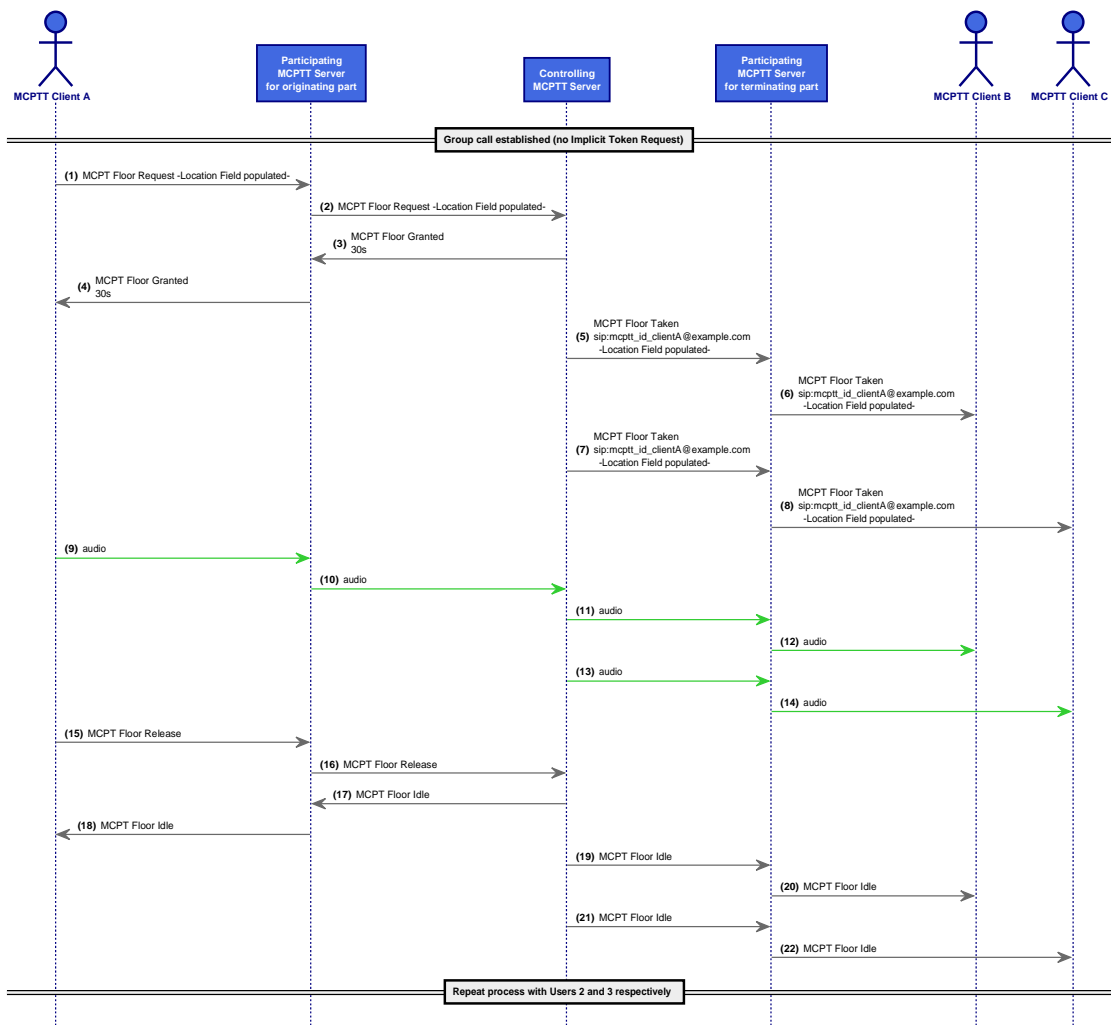 Participating
MCPTT Server
for originating part
Controlling
MCPTT Server
Participating
MCPTT Server
for terminating part
MCPTT Client A
MCPTT Client B
MCPTT Client C
Group call established (no Implicit Token Request)
(1) MCPT Floor Request -Location Field populated-
(2) MCPT Floor Request -Location Field populated-
(3) MCPT Floor Granted
30s
(4) MCPT Floor Granted
30s
MCPT Floor Taken
(5) sip:mcptt_id_clientA@example.com
-Location Field populated-
MCPT Floor Taken
(6) sip:mcptt_id_clientA@example.com
-Location Field populated-
MCPT Floor Taken
(7) sip:mcptt_id_clientA@example.com
-Location Field populated-
MCPT Floor Taken
(8) sip:mcptt_id_clientA@example.com
-Location Field populated-
(9) audio
(10) audio
(11) audio
(12) audio
(13) audio
(14) audio
(15) MCPT Floor Release
(16) MCPT Floor Release
(17) MCPT Floor Idle
(18) MCPT Floor Idle
(19) MCPT Floor Idle
(20) MCPT Floor Idle
(21) MCPT Floor Idle
(22) MCPT Floor Idle
Repeat process with Users 2 and 3 respectively